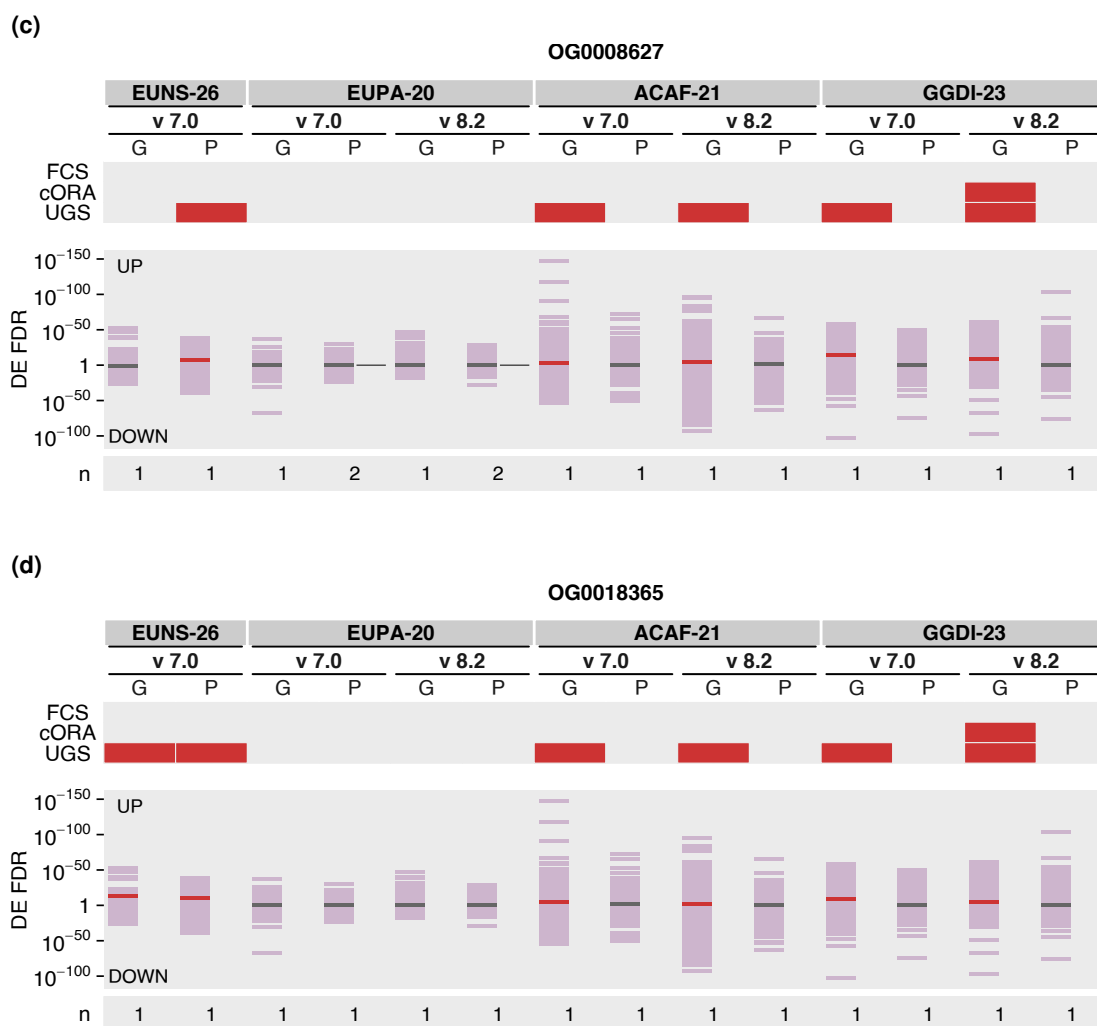 (c)
OG0008627
EUNS-26 EUPA-20 ACAF-21 GGDI-23
v 7.0 v 7.0 v 8.2 v 7.0 v 8.2 v 7.0 v 8.2
G P G P G P G P G P G P G P
FCS
cORA
UGS
10⁻¹⁵⁰
UP
10⁻¹⁰⁰
10⁻⁵⁰
DE FDR
1
10⁻⁵⁰
10⁻¹⁰⁰
DOWN
n 1 1 1 2 1 2 1 1 1 1 1 1 1 1
(d)
OG0018365
EUNS-26 EUPA-20 ACAF-21 GGDI-23
v 7.0 v 7.0 v 8.2 v 7.0 v 8.2 v 7.0 v 8.2
G P G P G P G P G P G P G P
FCS
cORA
UGS
10⁻¹⁵⁰
UP
10⁻¹⁰⁰
10⁻⁵⁰
DE FDR
1
10⁻⁵⁰
10⁻¹⁰⁰
DOWN
n 1 1 1 1 1 1 1 1 1 1 1 1 1 1